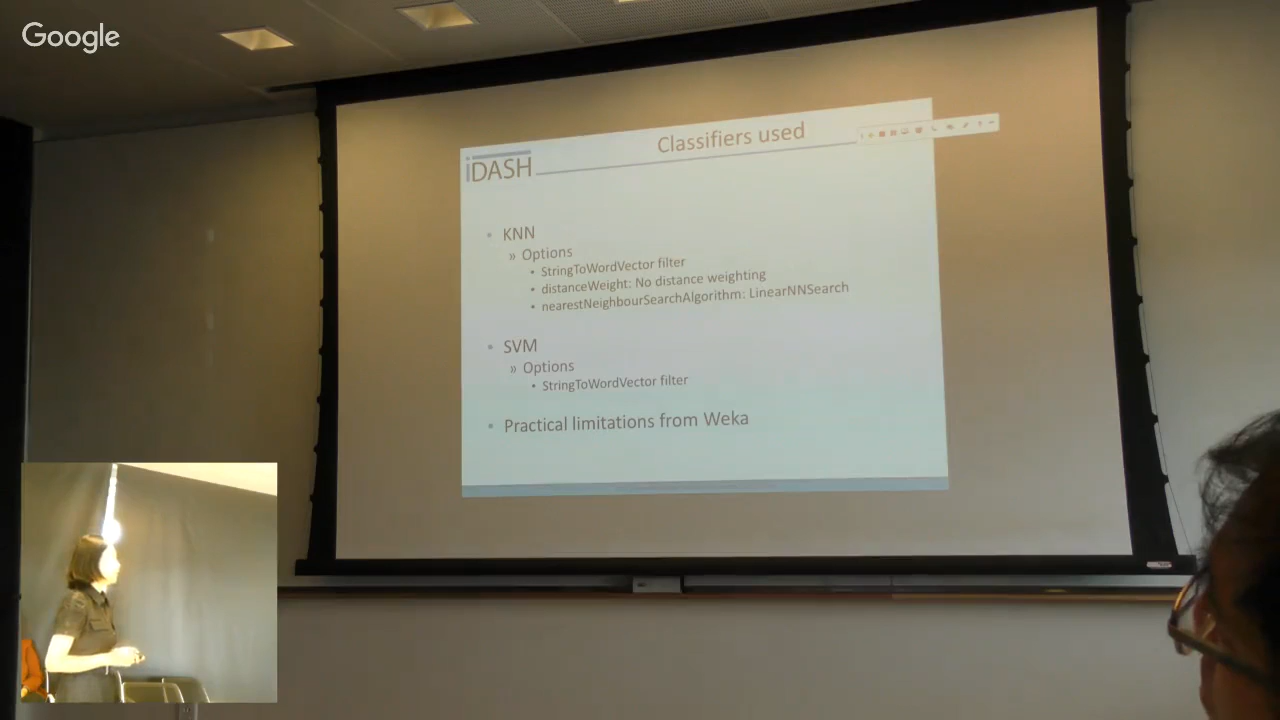 Google
Classifiers used
iDASH
• KNN
» Options
• StringToWordVector filter
• distanceWeight: No distance weighting
• nearestNeighbourSearchAlgorithm: LinearNNSearch
• SVM
» Options
• StringToWordVector filter
• Practical limitations from Weka